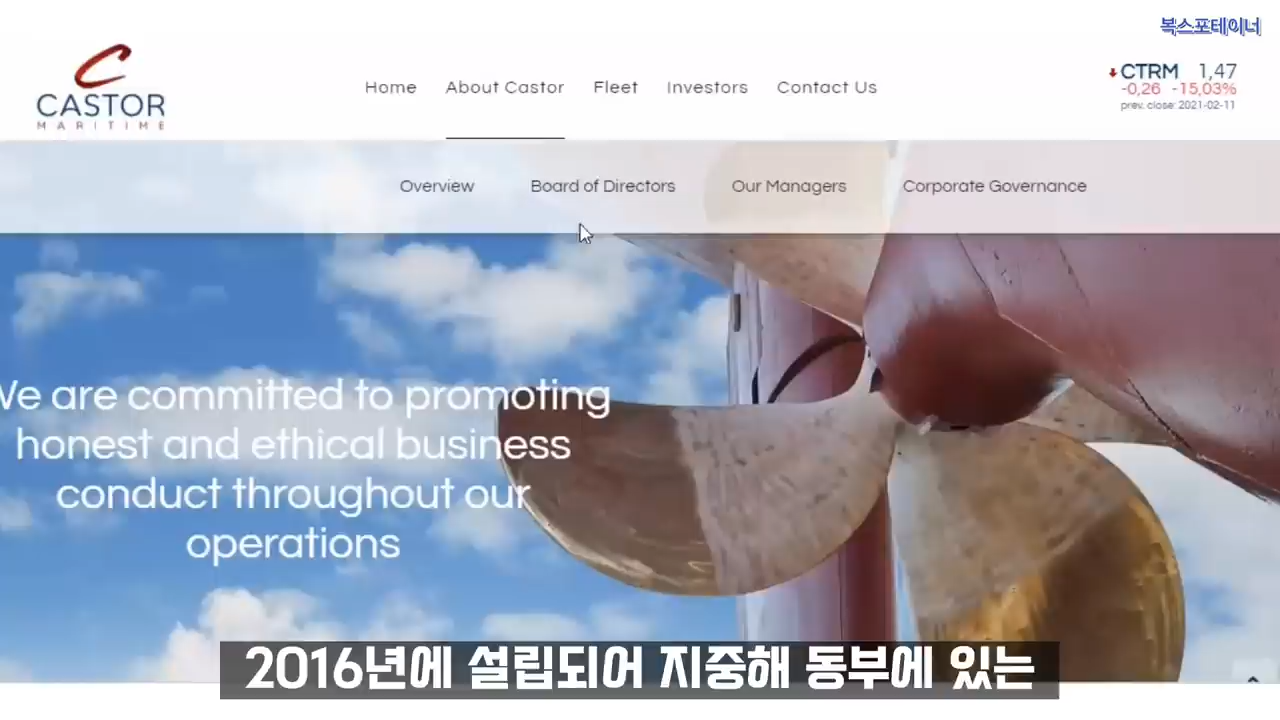 복스포테이너
CASTOR
MARITIME
Home About Castor Fleet Investors Contact Us
CTRM 1,47
-0,26 -15,03%
prev. close: 2021-02-11
Overview Board of Directors Our Managers Corporate Governance
We are committed to promoting
honest and ethical business
conduct throughout our
operations
2016년에 설립되어 지중해 동부에 있는